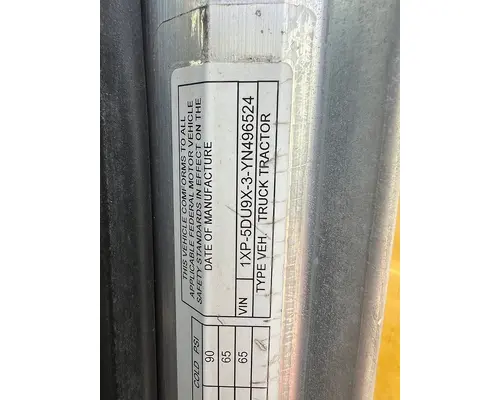 THIS VEHICLE COMFORMS TO ALL
APPLICABLE FEDERAL MOTOR VEHICLE
SAFETY STANDARDS IN EFFECT ON THE
DATE OF MANUFACTURE
VIN 1XP-5DU9X-3-YN496524
TYPE VEH. TRUCK TRACTOR
COLD PSI
90
65
65